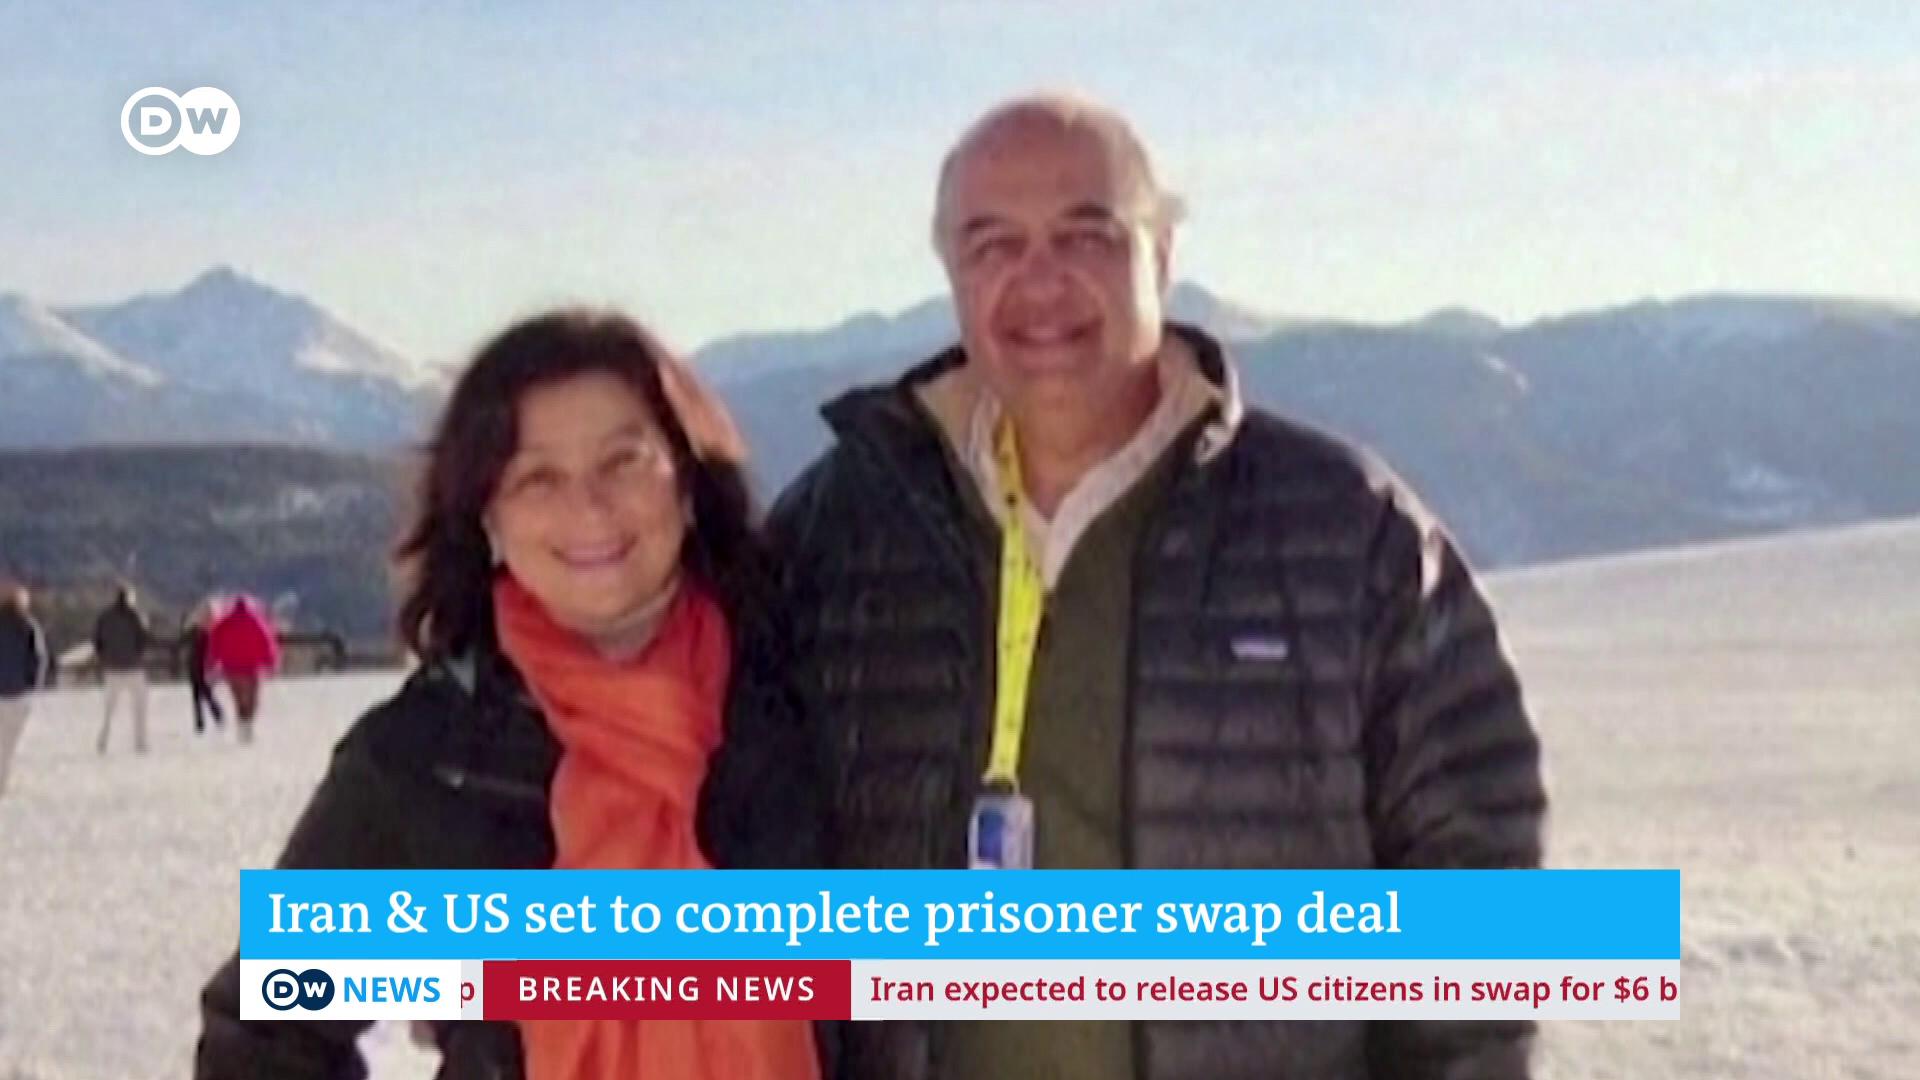 DW
Iran & US set to complete prisoner swap deal
DW NEWS p BREAKING NEWS Iran expected to release US citizens in swap for $6 b